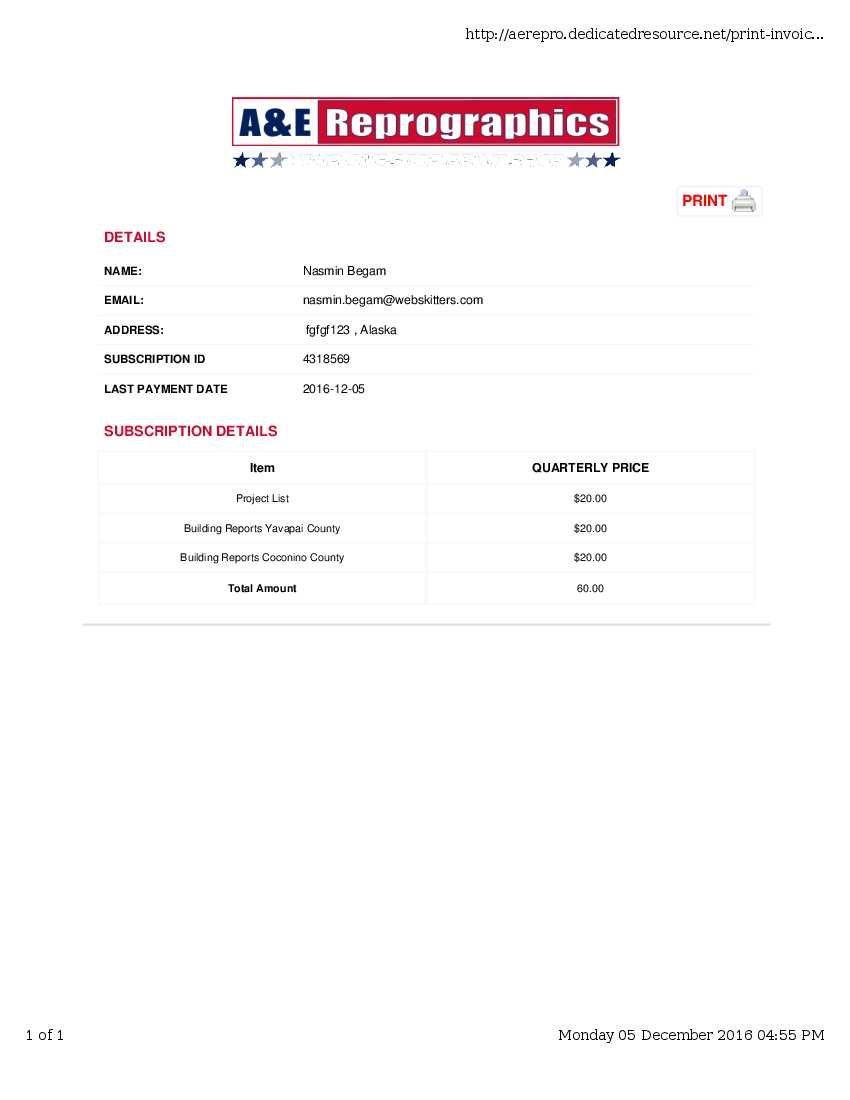 http://aerepro.dedicatedresource.net/print-invoic...
A&E Reprographics
PRINT
DETAILS
NAME: Nasmin Begam
EMAIL: nasmin.begam@webskitters.com
ADDRESS: fgfgf123 , Alaska
SUBSCRIPTION ID 4318569
LAST PAYMENT DATE 2016-12-05
SUBSCRIPTION DETAILS
Item QUARTERLY PRICE
Project List $20.00
Building Reports Yavapai County $20.00
Building Reports Coconino County $20.00
Total Amount 60.00
1 of 1 Monday 05 December 2016 04:55 PM